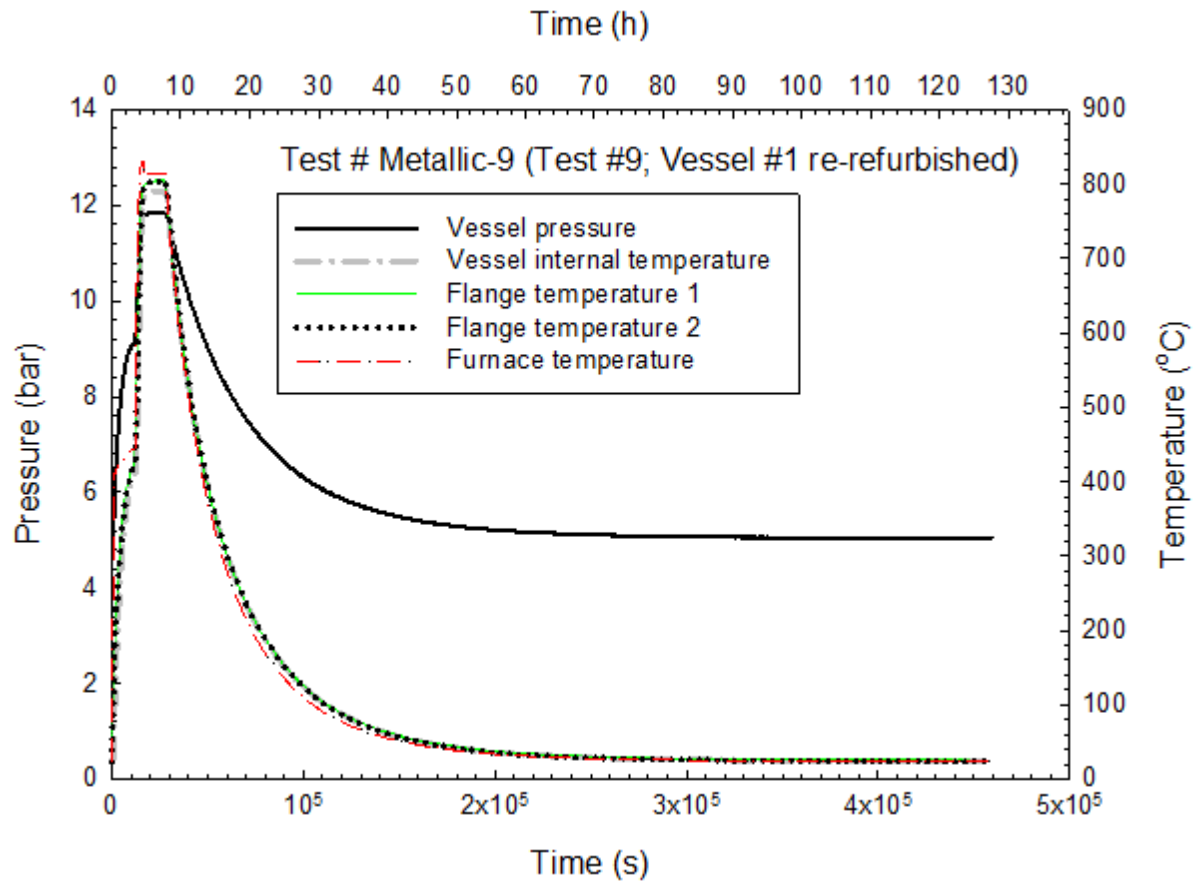 Time (h)
0 10 20 30 40 50 60 70 80 90 100 110 120 130
14 900
Test # Metallic-9 (Test #9; Vessel #1 re-refurbished)
12 800
Vessel pressure
Vessel internal temperature
Flange temperature 1
Flange temperature 2
Furnace temperature
700
10
600
8
500
Pressure (bar)
Temperature (°C)
400
6
300
4
200
2
100
0 0
0 10⁵ 2x10⁵ 3x10⁵ 4x10⁵ 5x10⁵
Time (s)